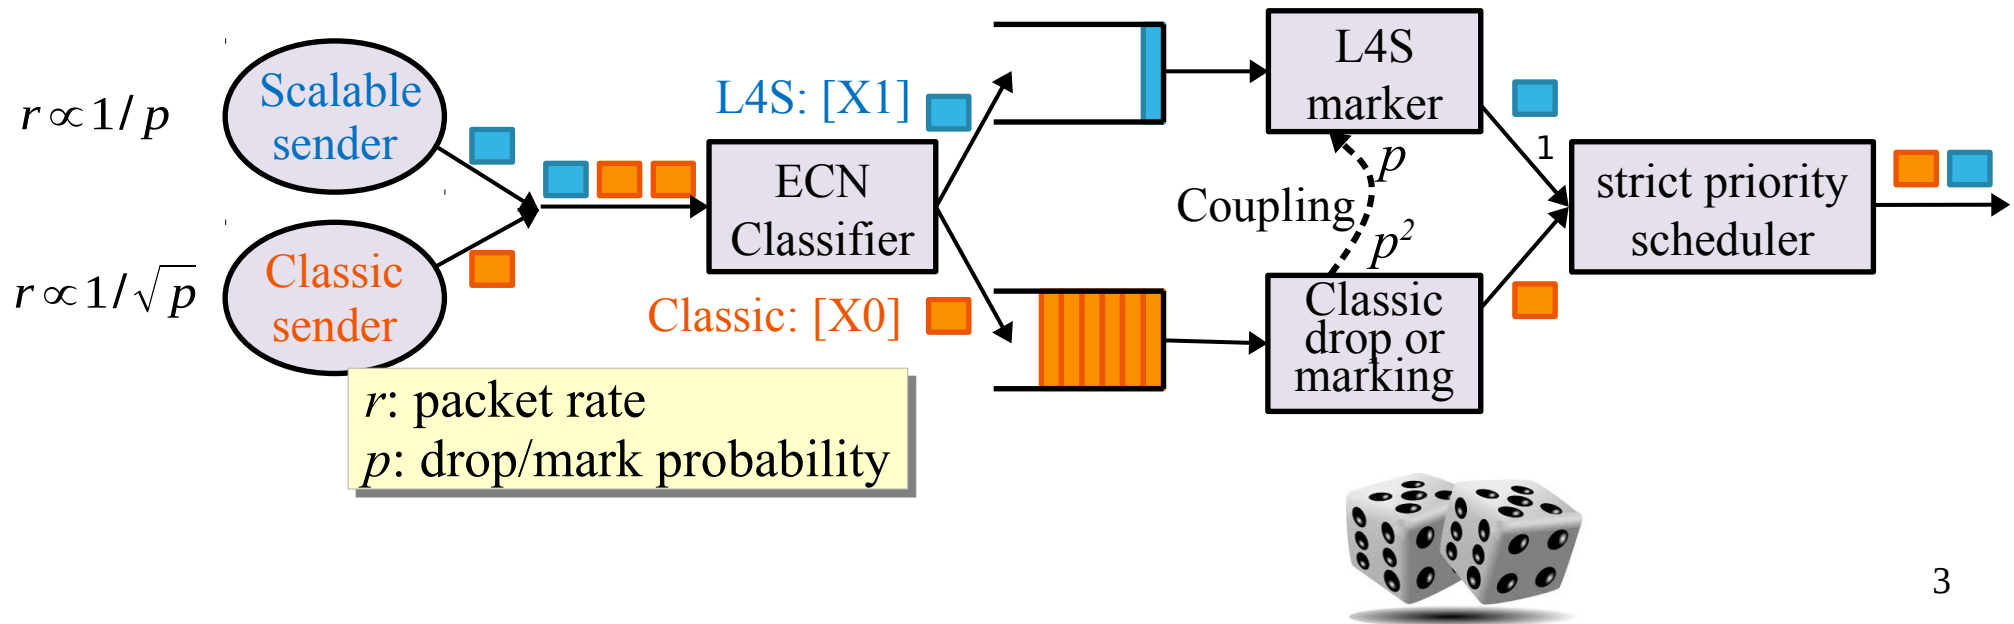 r ∝ 1/ p
Scalable
sender
r ∝ 1/ √p
Classic
sender
r: packet rate
p: drop/mark probability
L4S: [X1]
ECN
Classifier
Classic: [X0]
L4S
marker
p
Coupling
p²
Classic
drop or
marking
1
strict priority
scheduler
3